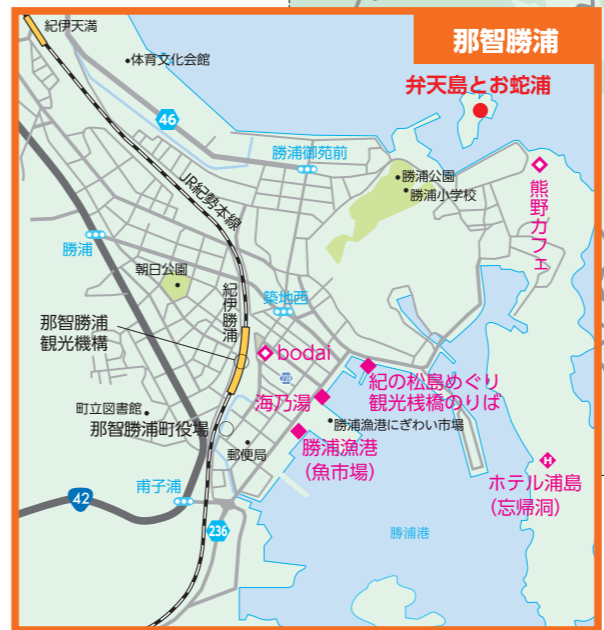 那智勝浦
紀伊天満
体育文化会館
弁天島とお蛇浦
46
勝浦御苑前
勝浦公園
勝浦小学校
熊野カフェ
JR紀勢本線
勝浦
朝日公園
紀伊勝浦
築地西
那智勝浦
観光機構
bodai
紀の松島めぐり
観光桟橋のりば
海乃湯
町立図書館
勝浦漁港にぎわい市場
那智勝浦町役場
郵便局
勝浦漁港
(魚市場)
H
ホテル浦島
(忘帰洞)
甫子浦
42
236
勝浦港